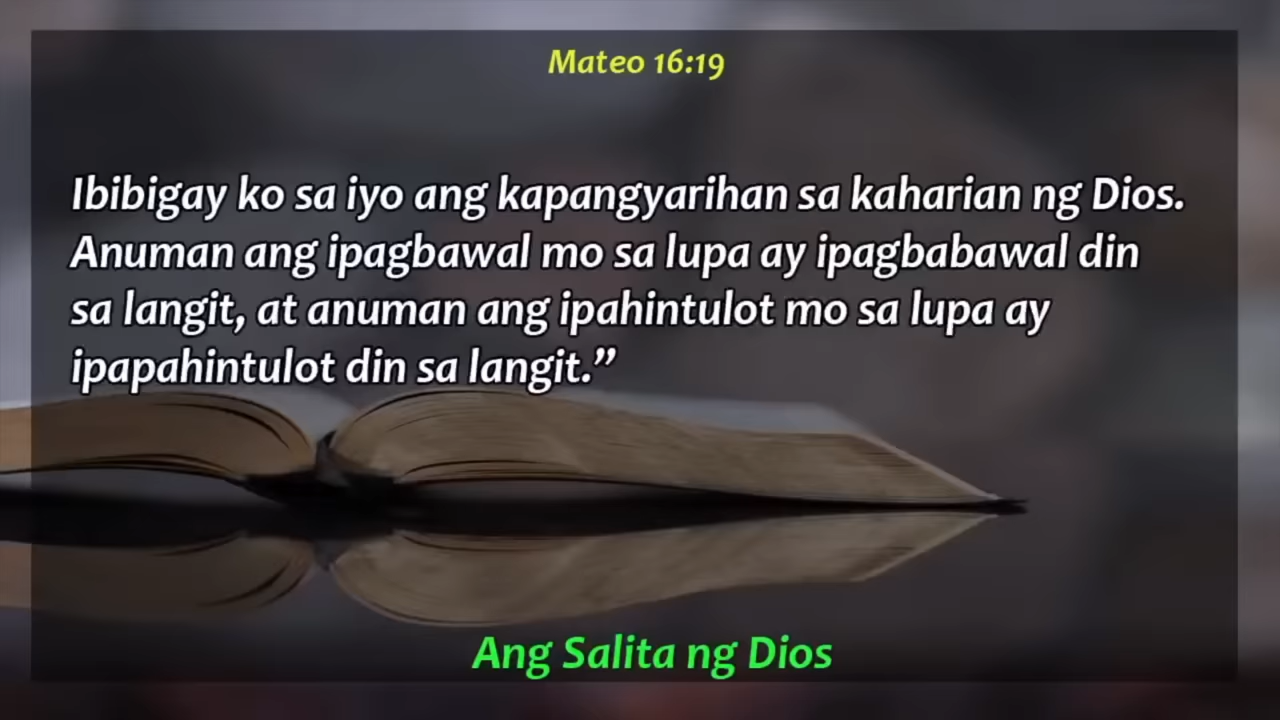 Mateo 16:19
Ibibigay ko sa iyo ang kapangyarihan sa kaharian ng Dios.
Anuman ang ipagbawal mo sa lupa ay ipagbabawal din
sa langit, at anuman ang ipahintulot mo sa lupa ay
ipapahintulot din sa langit.”
Ang Salita ng Dios